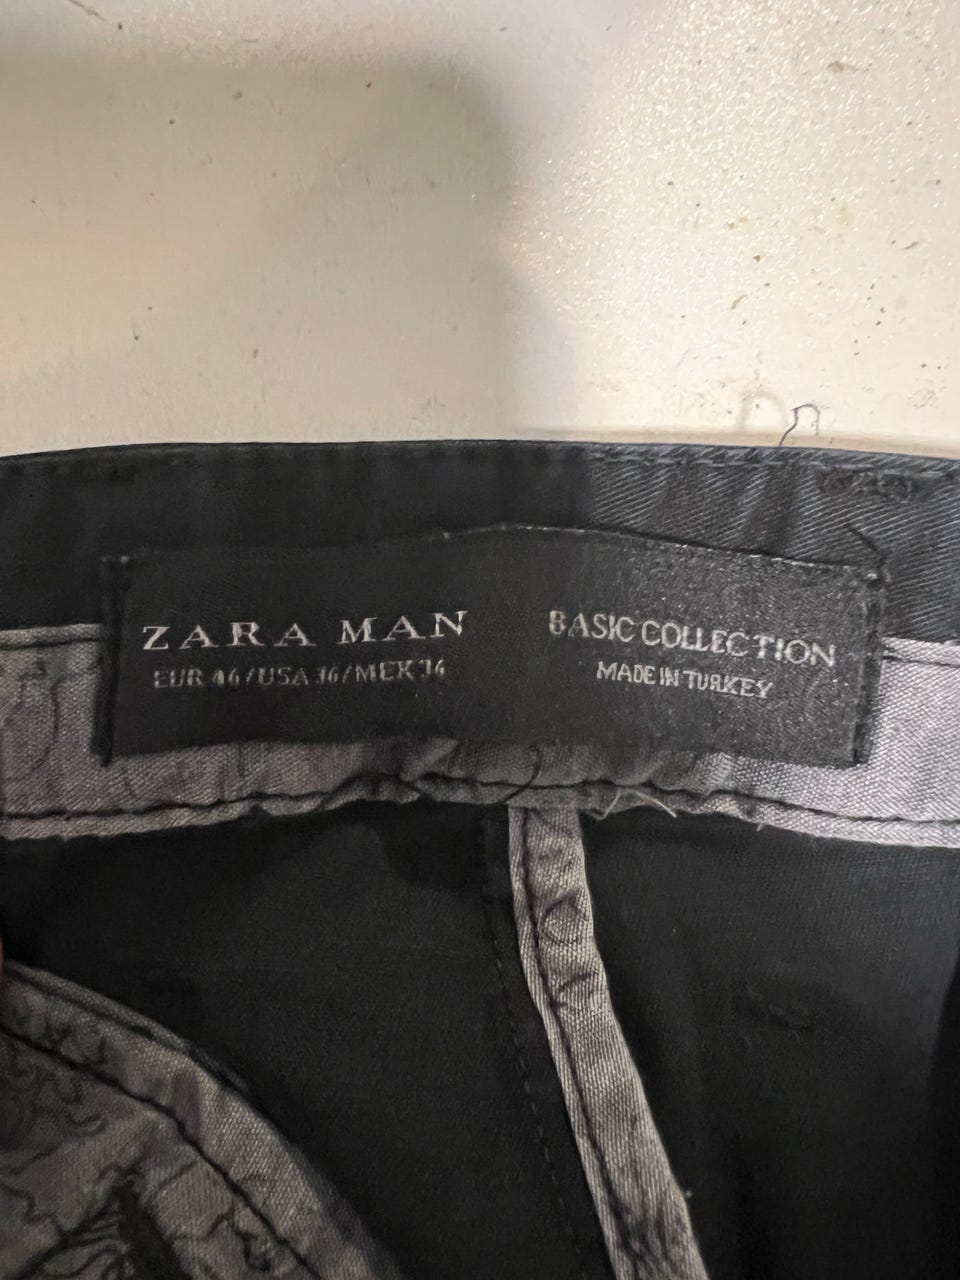 ZARA MAN
EUR 46/USA 36/MEX 36
BASIC COLLECTION
MADE IN TURKEY